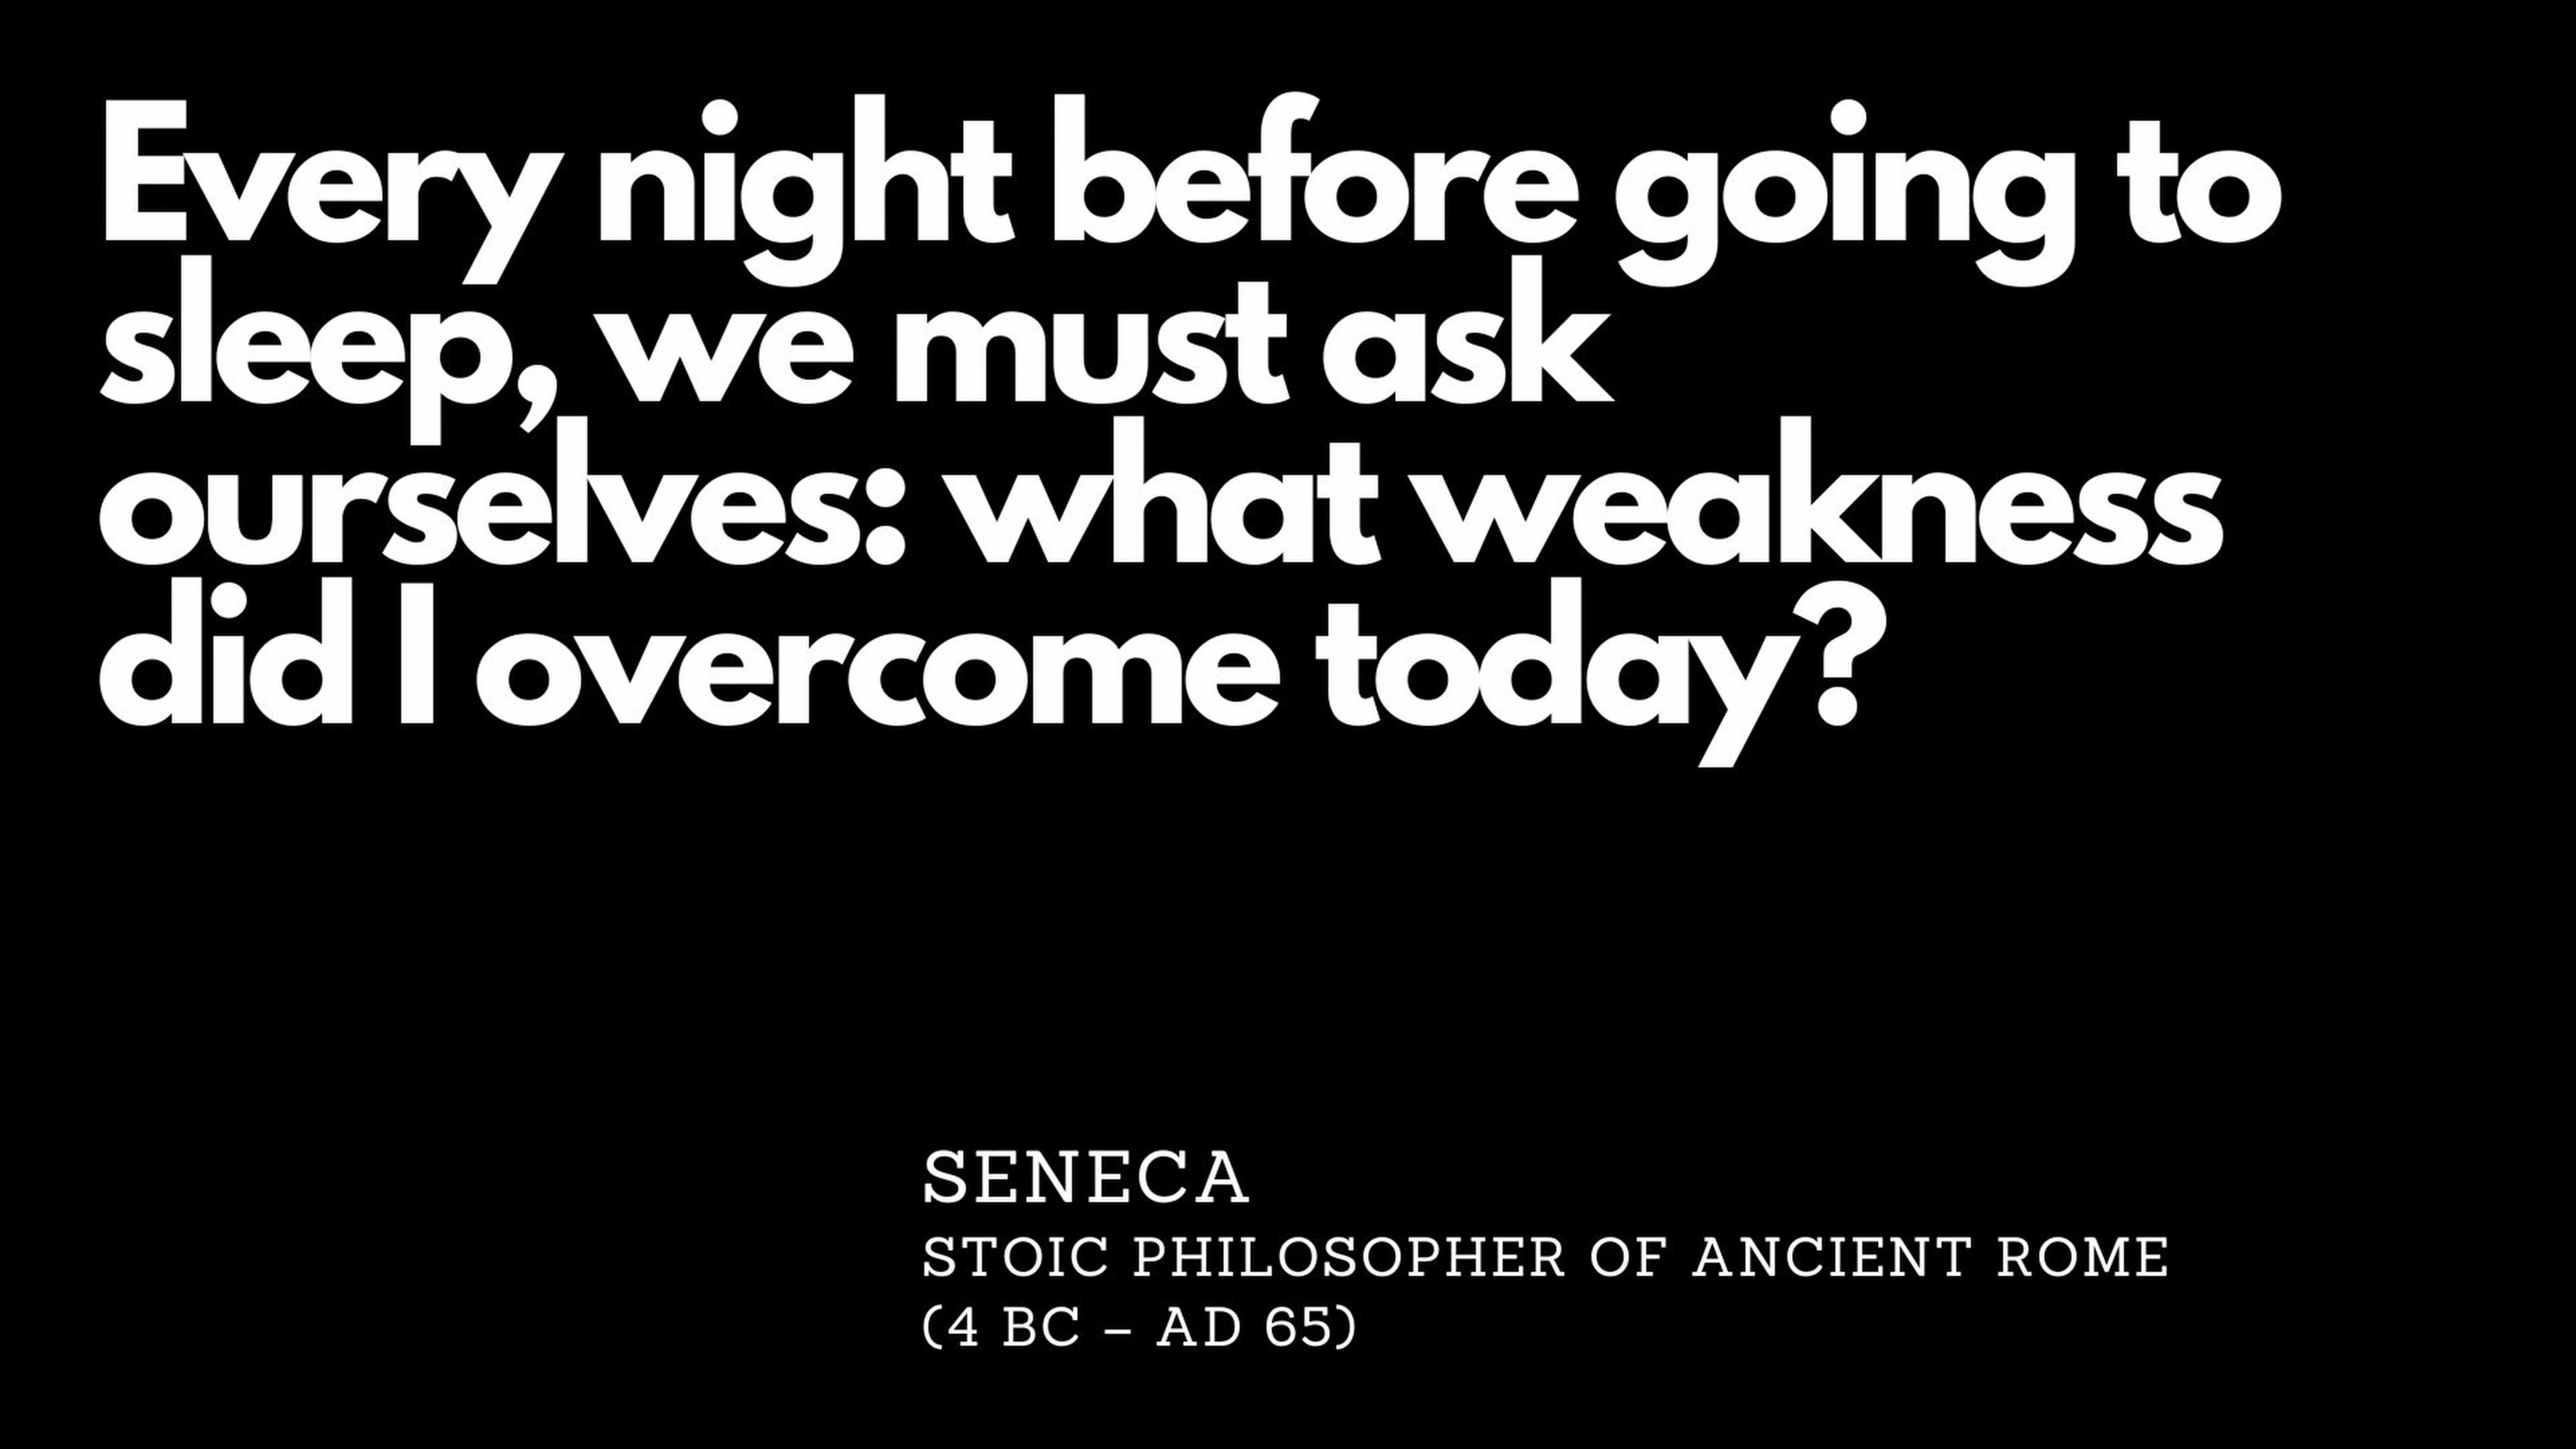 Every night before going to
sleep, we must ask
ourselves: what weakness
did I overcome today?
SENECA
STOIC PHILOSOPHER OF ANCIENT ROME
(4 BC – AD 65)